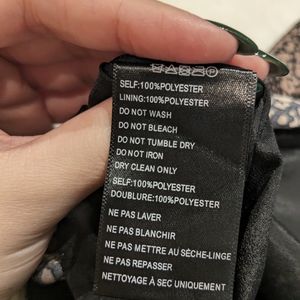 SELF:100%POLYESTER
LINING:100%POLYESTER
DO NOT WASH
DO NOT BLEACH
DO NOT TUMBLE DRY
DO NOT IRON
DRY CLEAN ONLY
SELF:100%POLYESTER
DOUBLURE:100%POLYESTER
NE PAS LAVER
NE PAS BLANCHIR
NE PAS METTRE AU SÈCHE-LINGE
NE PAS REPASSER
NETTOYAGE À SEC UNIQUEMENT